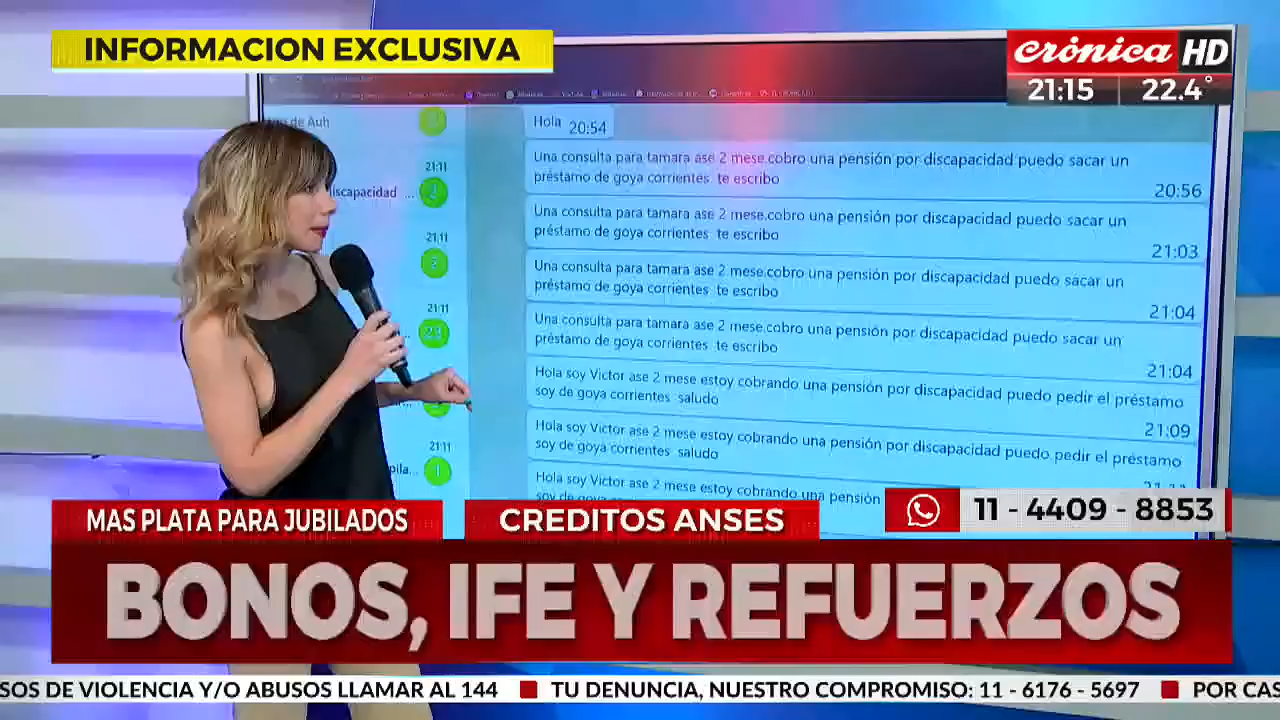 INFORMACION EXCLUSIVA
crónica HD
21:15 22.4°
de Auh
21:11
iscapacidad ...
21:11
21:11
21:11
pila...
1
Hola 20:54
Una consulta para tamara ase 2 mese.cobro una pensión por discapacidad puedo sacar un
préstamo de goya corrientes te escribo
20:56
Una consulta para tamara ase 2 mese.cobro una pensión por discapacidad puedo sacar un
préstamo de goya corrientes te escribo
21:03
Una consulta para tamara ase 2 mese.cobro una pensión por discapacidad puedo sacar un
préstamo de goya corrientes te escribo
21:04
Una consulta para tamara ase 2 mese.cobro una pensión por discapacidad puedo sacar un
préstamo de goya corrientes te escribo
21:04
Hola soy Victor ase 2 mese estoy cobrando una pensión por discapacidad puedo pedir el préstamo
soy de goya corrientes saludo
21:09
Hola soy Victor ase 2 mese estoy cobrando una pensión por discapacidad puedo pedir el préstamo
soy de goya corrientes saludo
Hola soy Victor ase 2 mese estoy cobrando una pensión
soy de goya
MAS PLATA PARA JUBILADOS
CREDITOS ANSES
11 - 4409 - 8853
BONOS, IFE Y REFUERZOS
SOS DE VIOLENCIA Y/O ABUSOS LLAMAR AL 144 TU DENUNCIA, NUESTRO COMPROMISO: 11 - 6176 - 5697 POR CAS